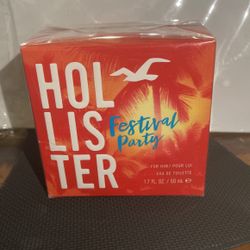 HOL
LIS
TER
Festival
Party
FOR HIM / POUR LUI
EAU DE TOILETTE
1.7 FL OZ / 50 mL e